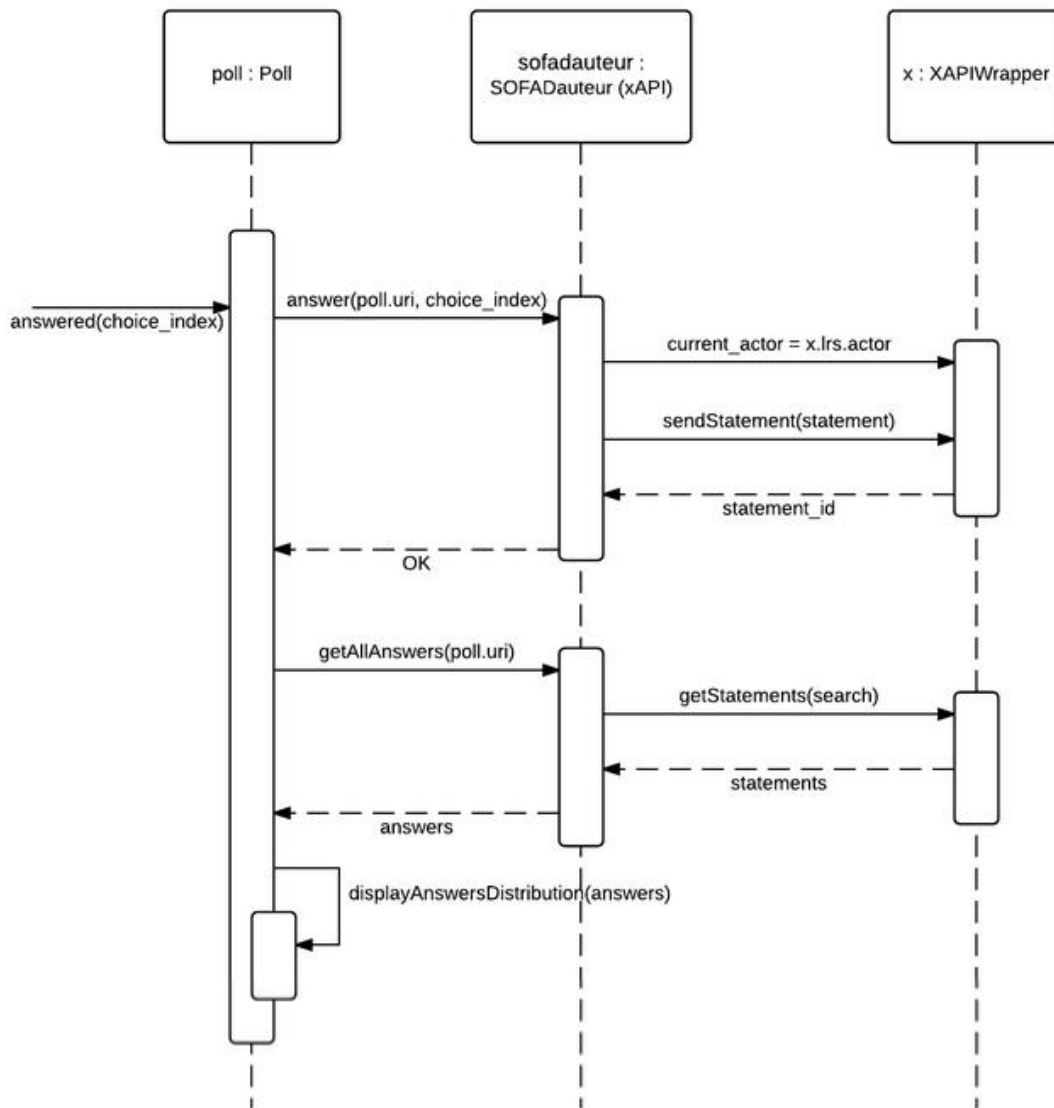 poll : Poll
sofadauteur :
SOFADauteur (xAPI)
x : XAPIWrapper
answered(choice_index)
answer(poll.uri, choice_index)
current_actor = x.lrs.actor
sendStatement(statement)
statement_id
OK
getAllAnswers(poll.uri)
getStatements(search)
statements
answers
displayAnswersDistribution(answers)